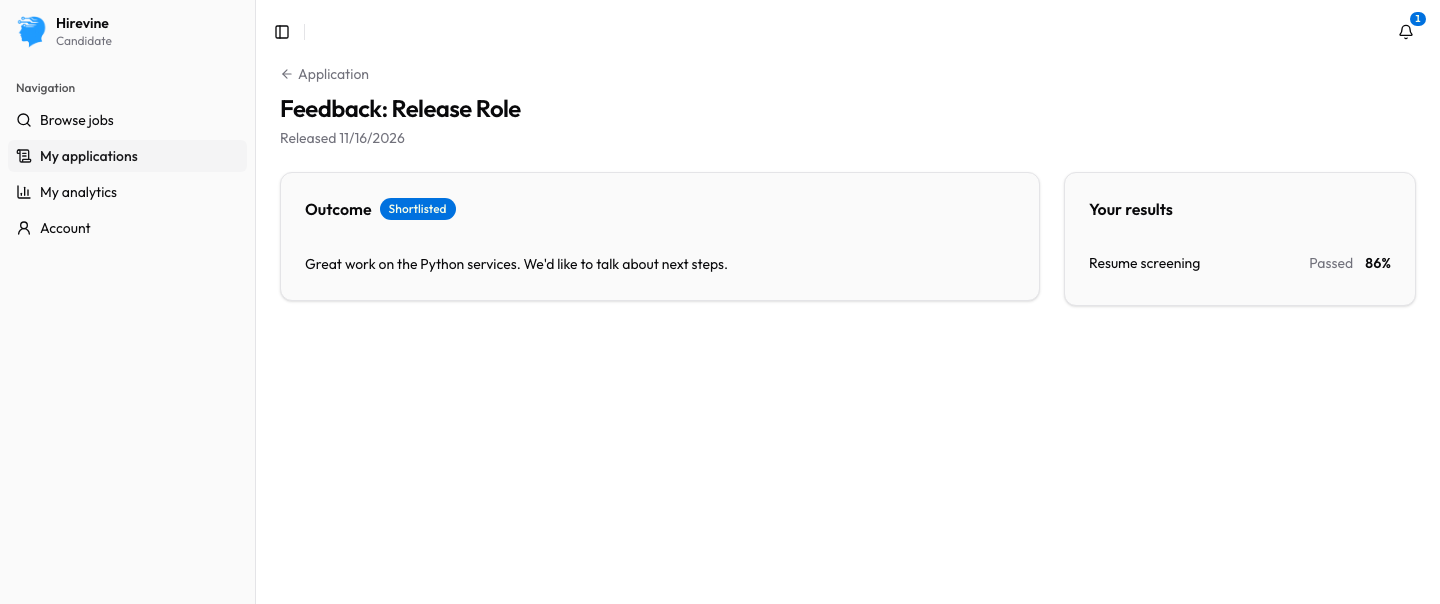 Hirevine
Candidate
Navigation
Browse jobs
My applications
My analytics
Account
1
Application
Feedback: Release Role
Released 11/16/2026
Outcome Shortlisted
Great work on the Python services. We'd like to talk about next steps.
Your results
Resume screening Passed 86%